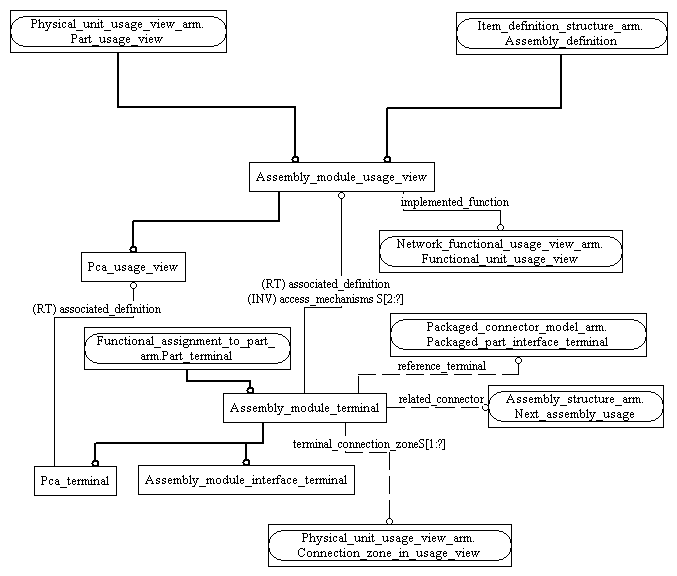 Physical_unit_usage_view_arm.
Part_usage_view
Item_definition_structure_arm.
Assembly_definition
Assembly_module_usage_view
implemented_function
Network_functional_usage_view_arm.
Functional_unit_usage_view
Pca_usage_view
(RT) associated_definition
(INV) access_mechanisms S[2:?]
(RT) associated_definition
Functional_assignment_to_part_
arm.Part_terminal
Packaged_connector_model_arm.
Packaged_part_interface_terminal
reference_terminal
Assembly_module_terminal
related_connector
Assembly_structure_arm.
Next_assembly_usage
terminal_connection_zoneS[1:?]
Pca_terminal
Assembly_module_interface_terminal
Physical_unit_usage_view_arm.
Connection_zone_in_usage_view